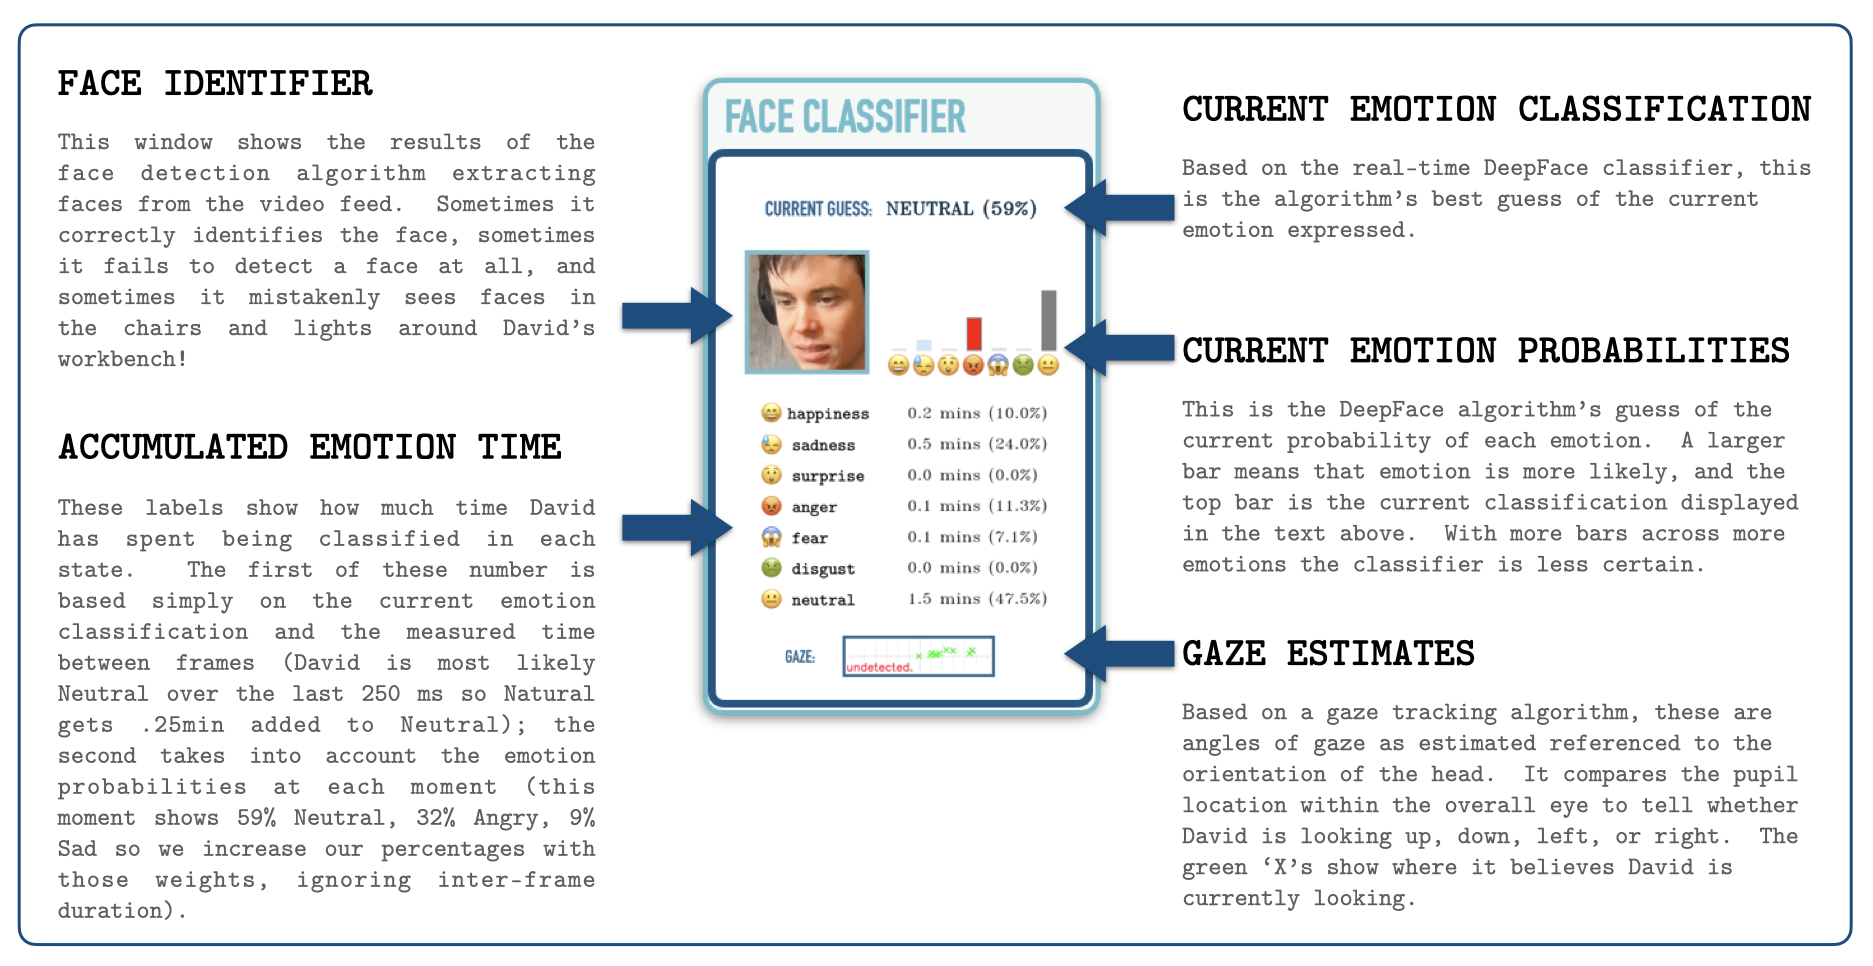 FACE IDENTIFIER
This window shows the results of the
face detection algorithm extracting
faces from the video feed. Sometimes it
correctly identifies the face, sometimes
it fails to detect a face at all, and
sometimes it mistakenly sees faces in
the chairs and lights around David’s
workbench!
ACCUMULATED EMOTION TIME
These labels show how much time David
has spent being classified in each
state. The first of these number is
based simply on the current emotion
classification and the measured time
between frames (David is most likely
Neutral over the last 250 ms so Natural
gets .25min added to Neutral); the
second takes into account the emotion
probabilities at each moment (this
moment shows 59% Neutral, 32% Angry, 9%
Sad so we increase our percentages with
those weights, ignoring inter-frame
duration).
FACE CLASSIFIER
CURRENT GUESS: NEUTRAL (59%)
happiness 0.2 mins (10.0%)
sadness 0.5 mins (24.0%)
surprise 0.0 mins (0.0%)
anger 0.1 mins (11.3%)
fear 0.1 mins (7.1%)
disgust 0.0 mins (0.0%)
neutral 1.5 mins (47.5%)
GAZE:
undetected.
CURRENT EMOTION CLASSIFICATION
Based on the real-time DeepFace classifier, this
is the algorithm’s best guess of the current
emotion expressed.
CURRENT EMOTION PROBABILITIES
This is the DeepFace algorithm’s guess of the
current probability of each emotion. A larger
bar means that emotion is more likely, and the
top bar is the current classification displayed
in the text above. With more bars across more
emotions the classifier is less certain.
GAZE ESTIMATES
Based on a gaze tracking algorithm, these are
angles of gaze as estimated referenced to the
orientation of the head. It compares the pupil
location within the overall eye to tell whether
David is looking up, down, left, or right. The
green ‘X’s show where it believes David is
currently looking.